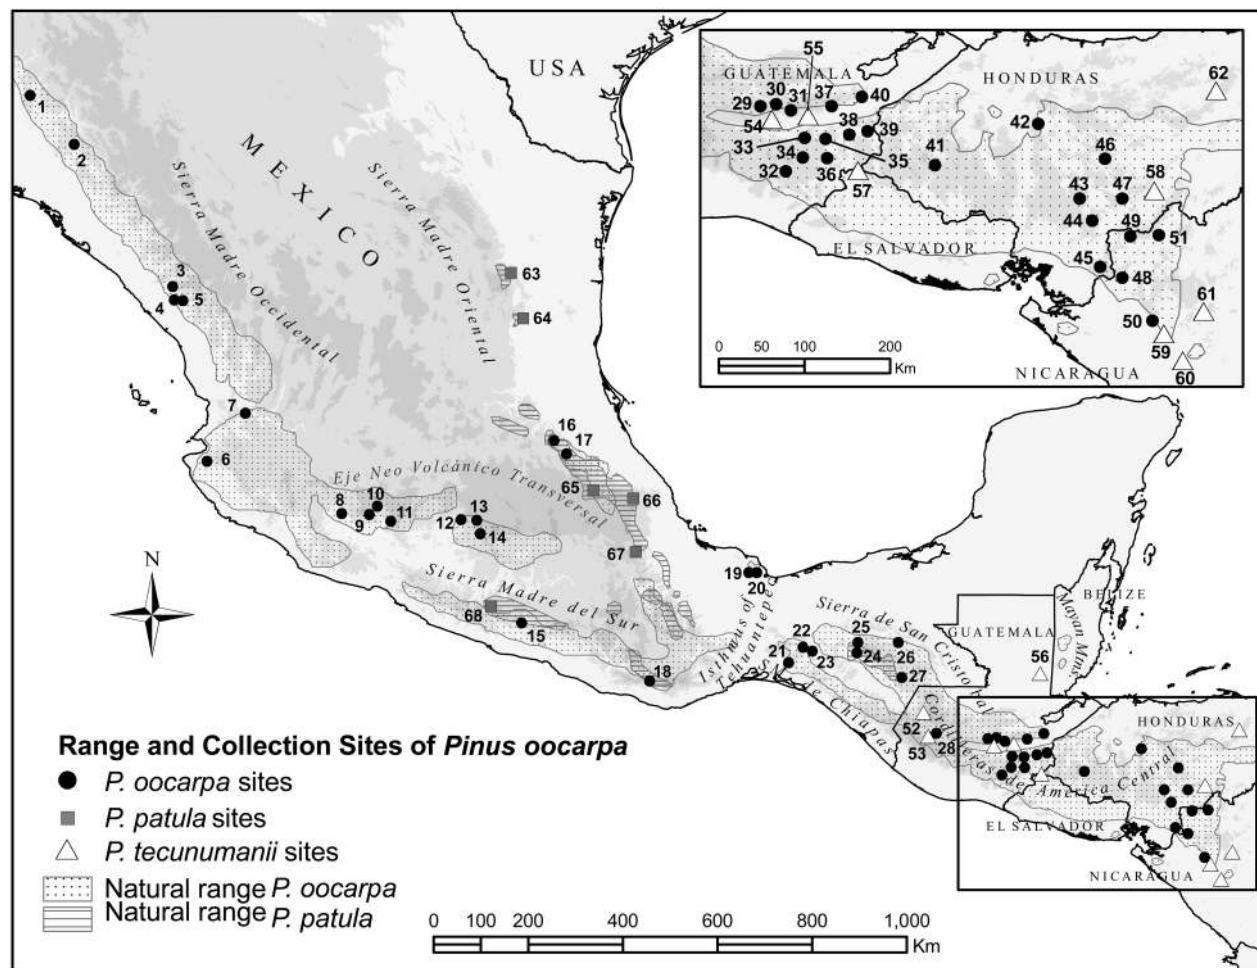 USA
MEXICO
Sierra Madre Occidental
Sierra Madre Oriental
1
2
3
4
5
6
7
63
64
16
17
65
66
67
Eje Neo Volcánico Transversal
8
9
10
11
12
13
14
68
15
Sierra Madre del Sur
18
19
20
Isthmus of
Tehuantepec
21
22
23
24
25
26
27
Sierra de San Cristobal
de Chiapas
52
53
28
Cordilleras de América Central
GUATEMALA
56
BELIZE
Mayan Mtns.
HONDURAS
EL SALVADOR
NICARAGUA
N
55
GUATEMALA
HONDURAS
62
29
30
31
37
40
54
38
39
33
34
35
32
36
57
41
42
46
43
47
58
44
49
51
45
48
61
50
59
60
EL SALVADOR
NICARAGUA
0 50 100 200
Km
Range and Collection Sites of Pinus oocarpa
P. oocarpa sites
P. patula sites
P. tecunumanii sites
Natural range P. oocarpa
Natural range P. patula
0 100 200 400 600 800 1,000
Km